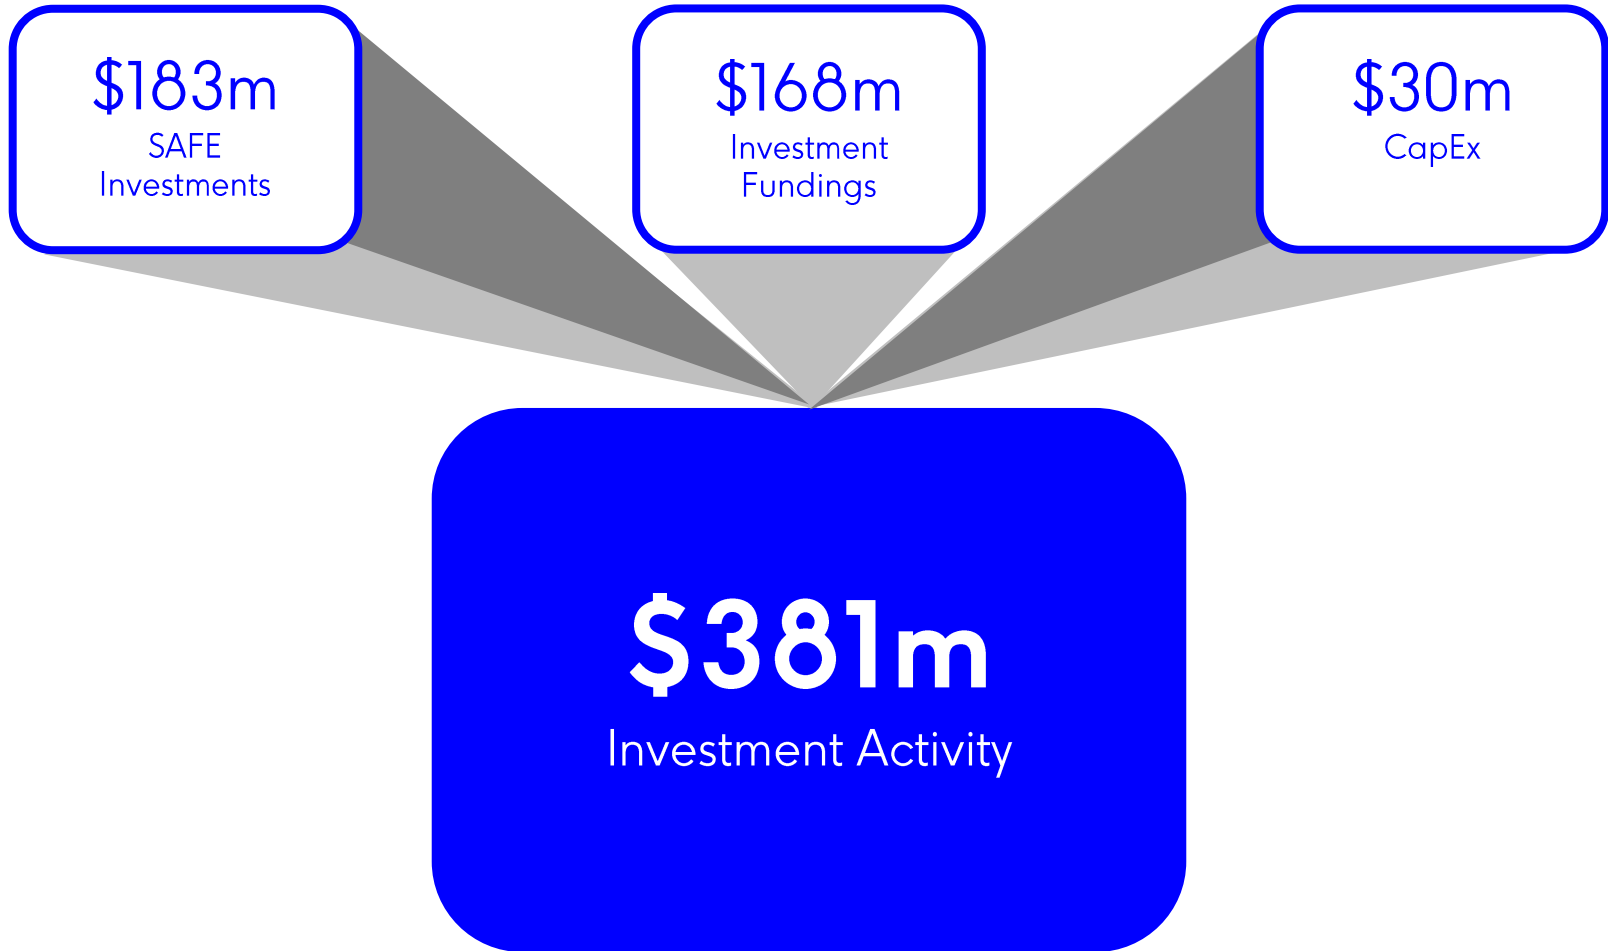 $183m
SAFE
Investments
$168m
Investment
Fundings
$30m
CapEx
$381m
Investment Activity